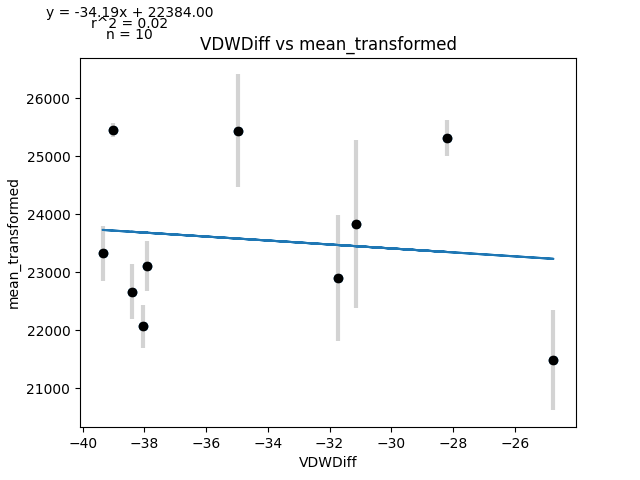 y = -34.19x + 22384.00
r^2 = 0.02
n = 10
VDWDiff vs mean_transformed
mean_transformed
26000
25000
24000
23000
22000
21000
−40
−38
−36
−34
−32
−30
−28
−26
VDWDiff